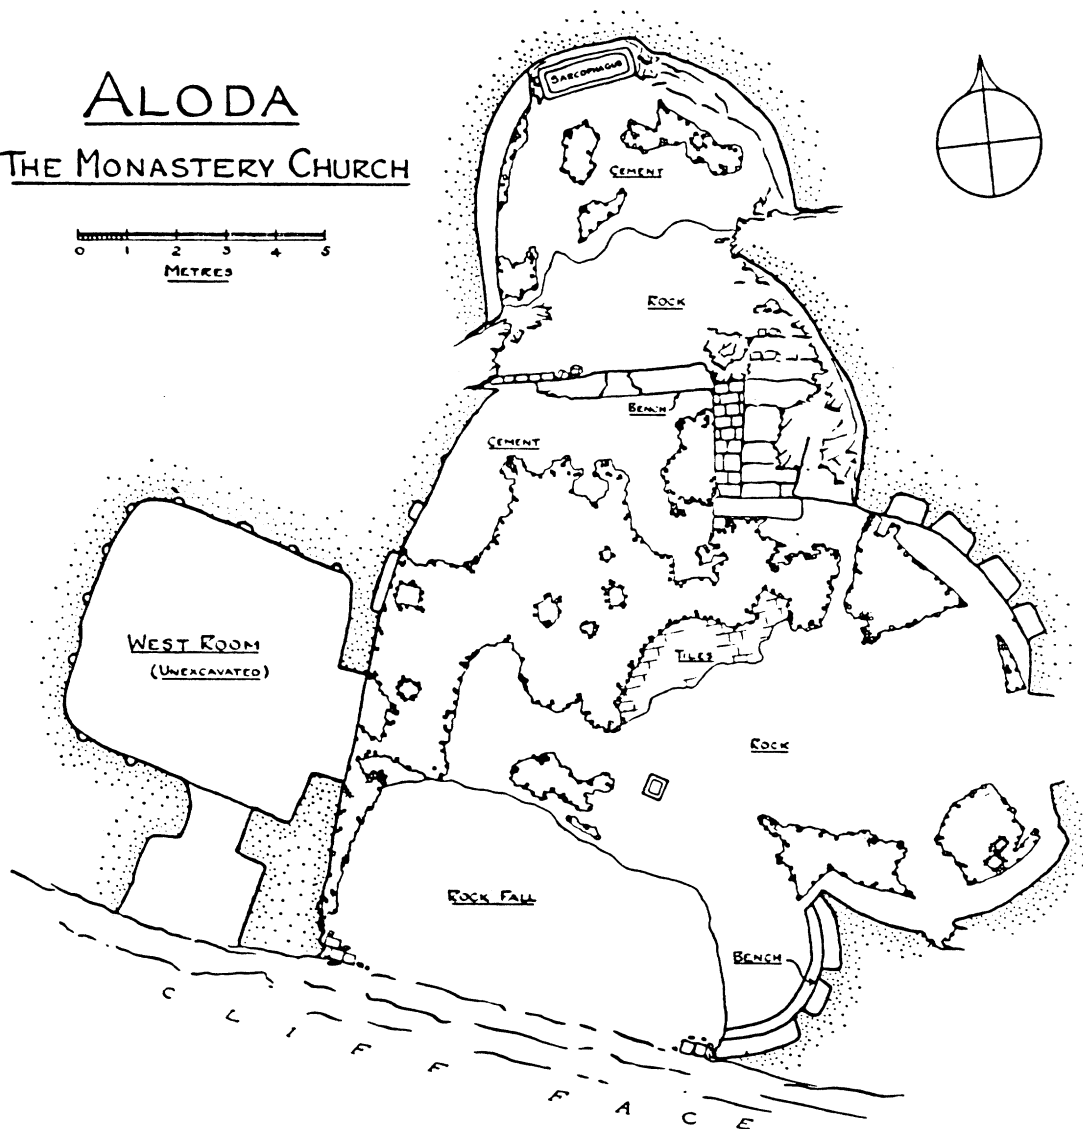 ALODA
THE MONASTERY CHURCH
0 1 2 3 4 5
METRES
SARCOPHAGUS
CEMENT
ROCK
BENCH
CEMENT
WEST ROOM
(UNEXCAVATED)
TILES
ROCK
ROCK FALL
BENCH
CLIFF FACE